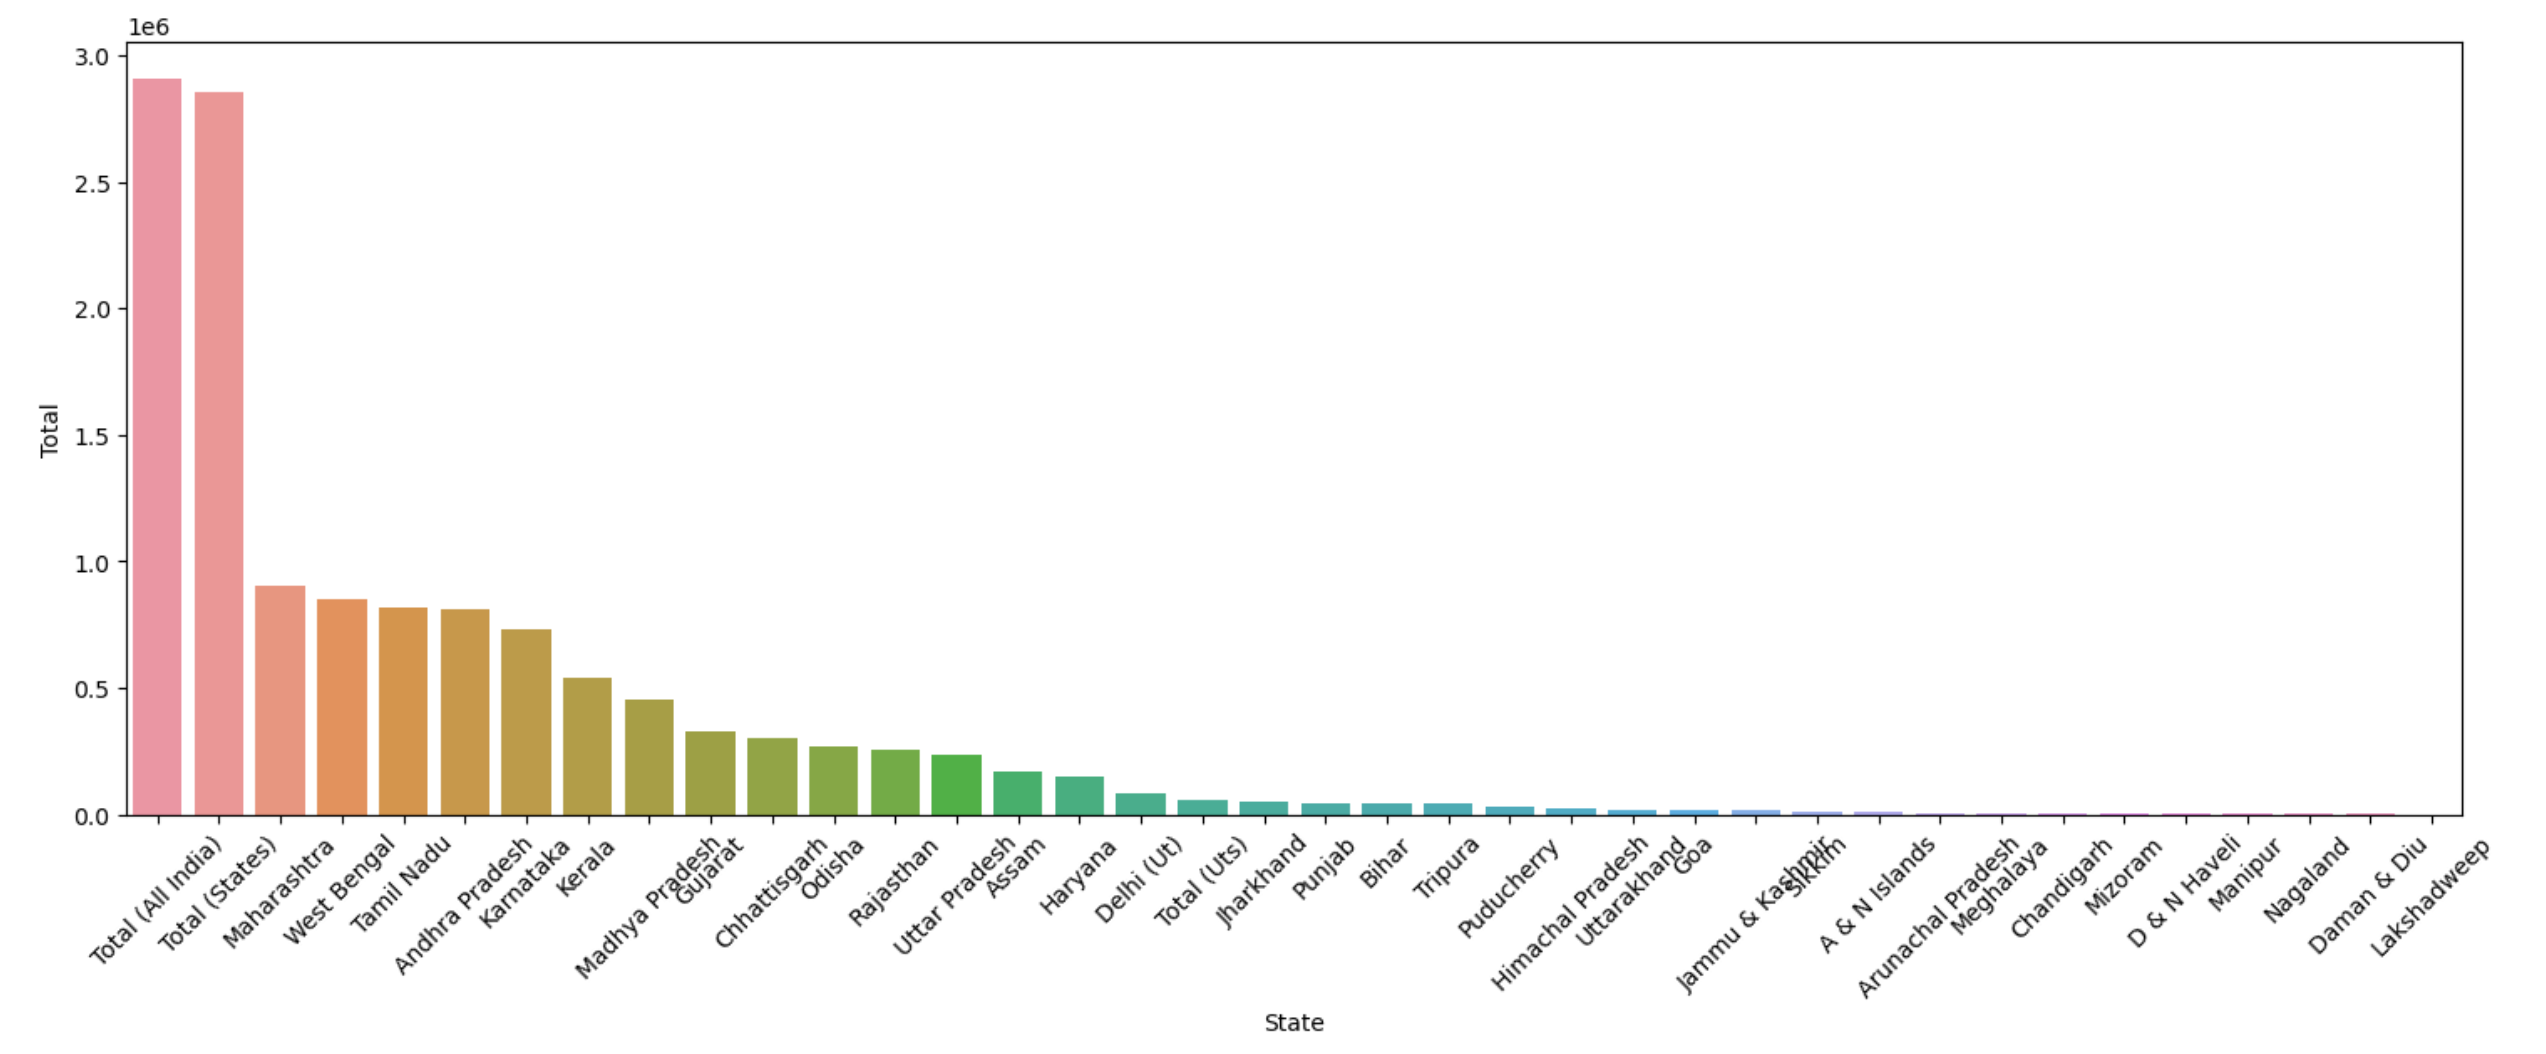 1e6
3.0
2.5
2.0
1.5
1.0
0.5
0.0
Total
Total (All India)
Total (States)
Maharashtra
West Bengal
Tamil Nadu
Andhra Pradesh
Karnataka
Kerala
Madhya Pradesh
Gujarat
Chhattisgarh
Odisha
Rajasthan
Uttar Pradesh
Assam
Haryana
Delhi (Ut)
Total (Uts)
Jharkhand
Punjab
Bihar
Tripura
Puducherry
Himachal Pradesh
Uttarakhand
Goa
Jammu & Kashmir
Sikkim
A & N Islands
Arunachal Pradesh
Meghalaya
Chandigarh
Mizoram
D & N Haveli
Manipur
Nagaland
Daman & Diu
Lakshadweep
State